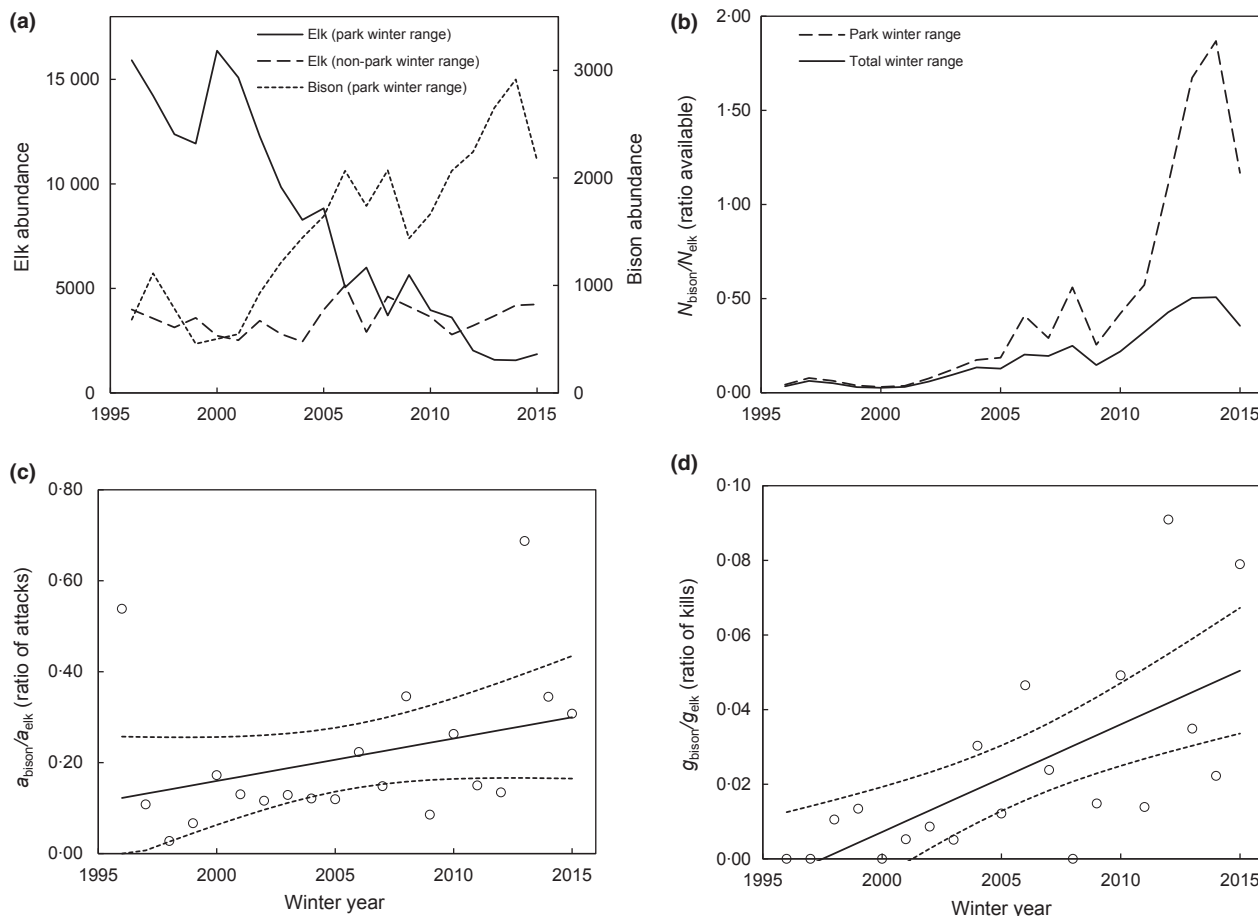 (a)
Elk (park winter range)
Elk (non-park winter range)
Bison (park winter range)
15 000
10 000
5000
0
3000
2000
1000
0
Elk abundance
Bison abundance
1995 2000 2005 2010 2015
(b)
Park winter range
Total winter range
2·00
1·50
1·00
0·50
0·00
Nbison/Nelk (ratio available)
1995 2000 2005 2010 2015
(c)
0·80
0·60
0·40
0·20
0·00
abison/aelk (ratio of attacks)
1995 2000 2005 2010 2015
Winter year
(d)
0·10
0·08
0·06
0·04
0·02
0·00
gbison/gelk (ratio of kills)
1995 2000 2005 2010 2015
Winter year